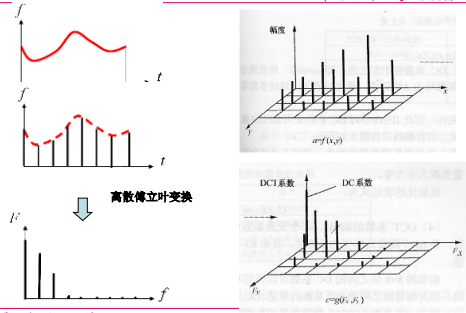 f
t
f
t
离散傅立叶变换
F
f
幅度
x
y
a=f(x,y)
DCT系数
DC系数
Fx
Fy
c=g(Fx,Fy)